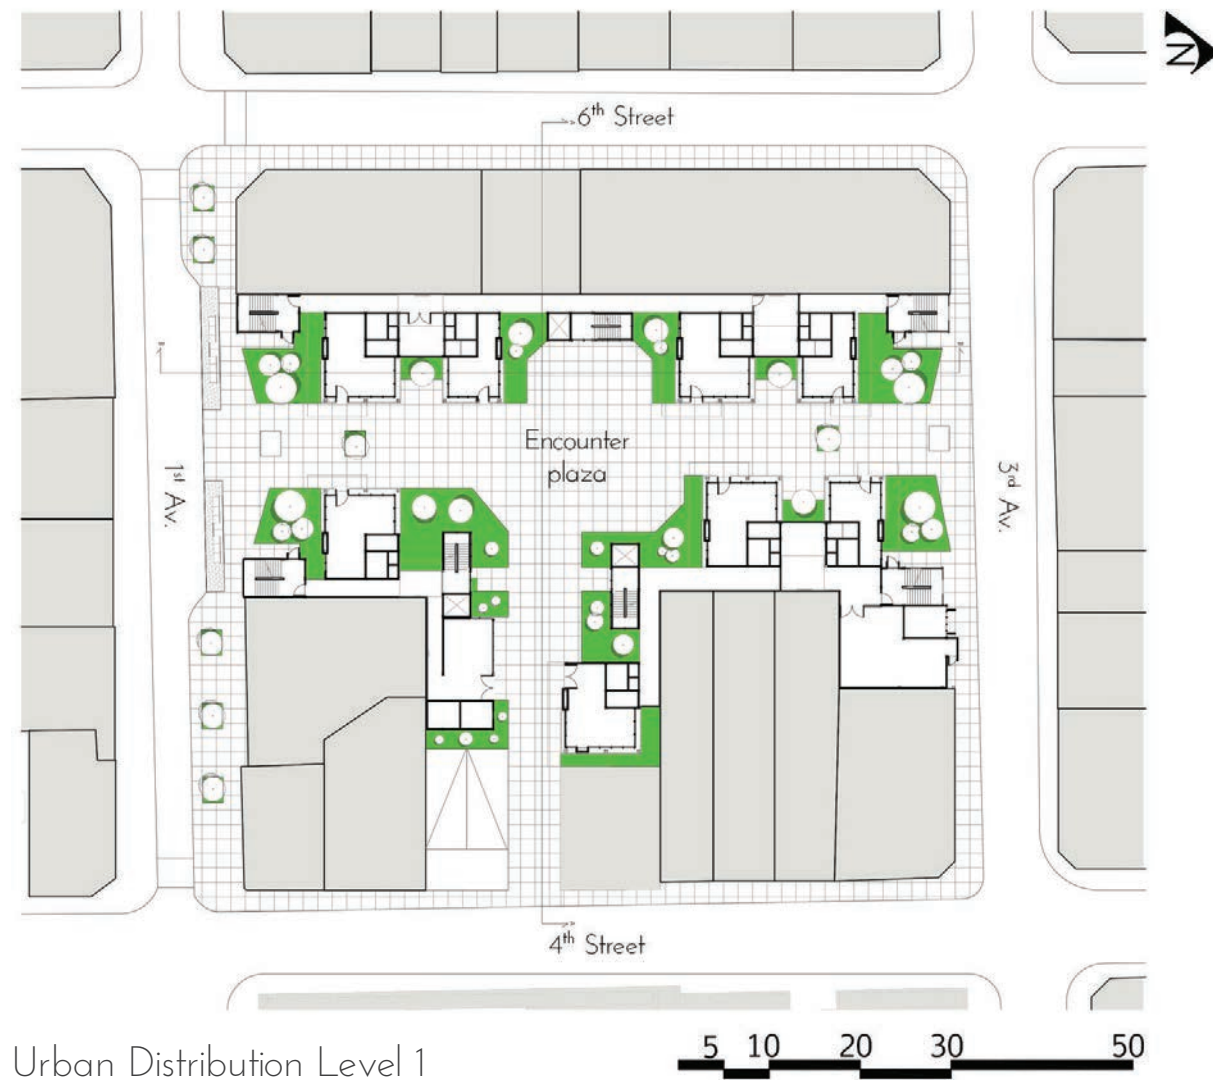 N
6th Street
Encounter
plaza
1st Av.
3rd Av.
4th Street
Urban Distribution Level 1
5 10 20 30 50